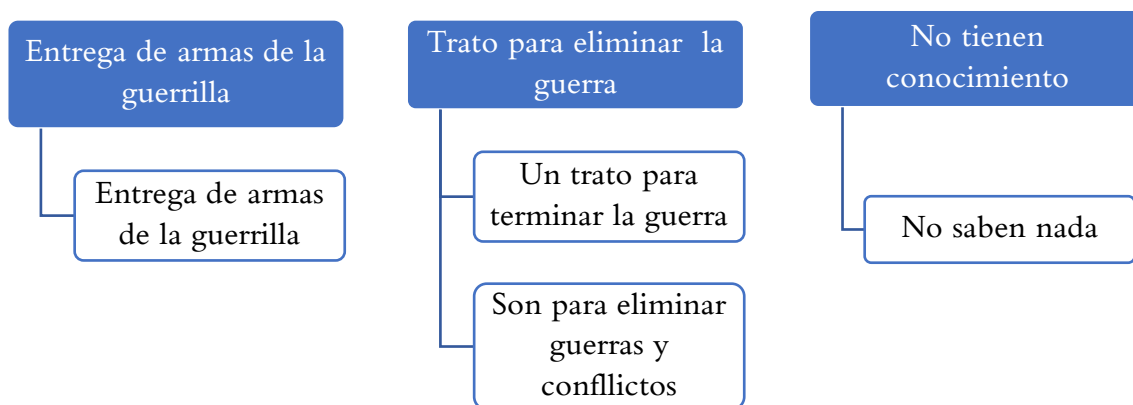 Entrega de armas de la
guerrilla
Entrega de armas
de la guerrilla
Trato para eliminar la
guerra
Un trato para
terminar la guerra
Son para eliminar
guerras y
confllictos
No tienen
conocimiento
No saben nada